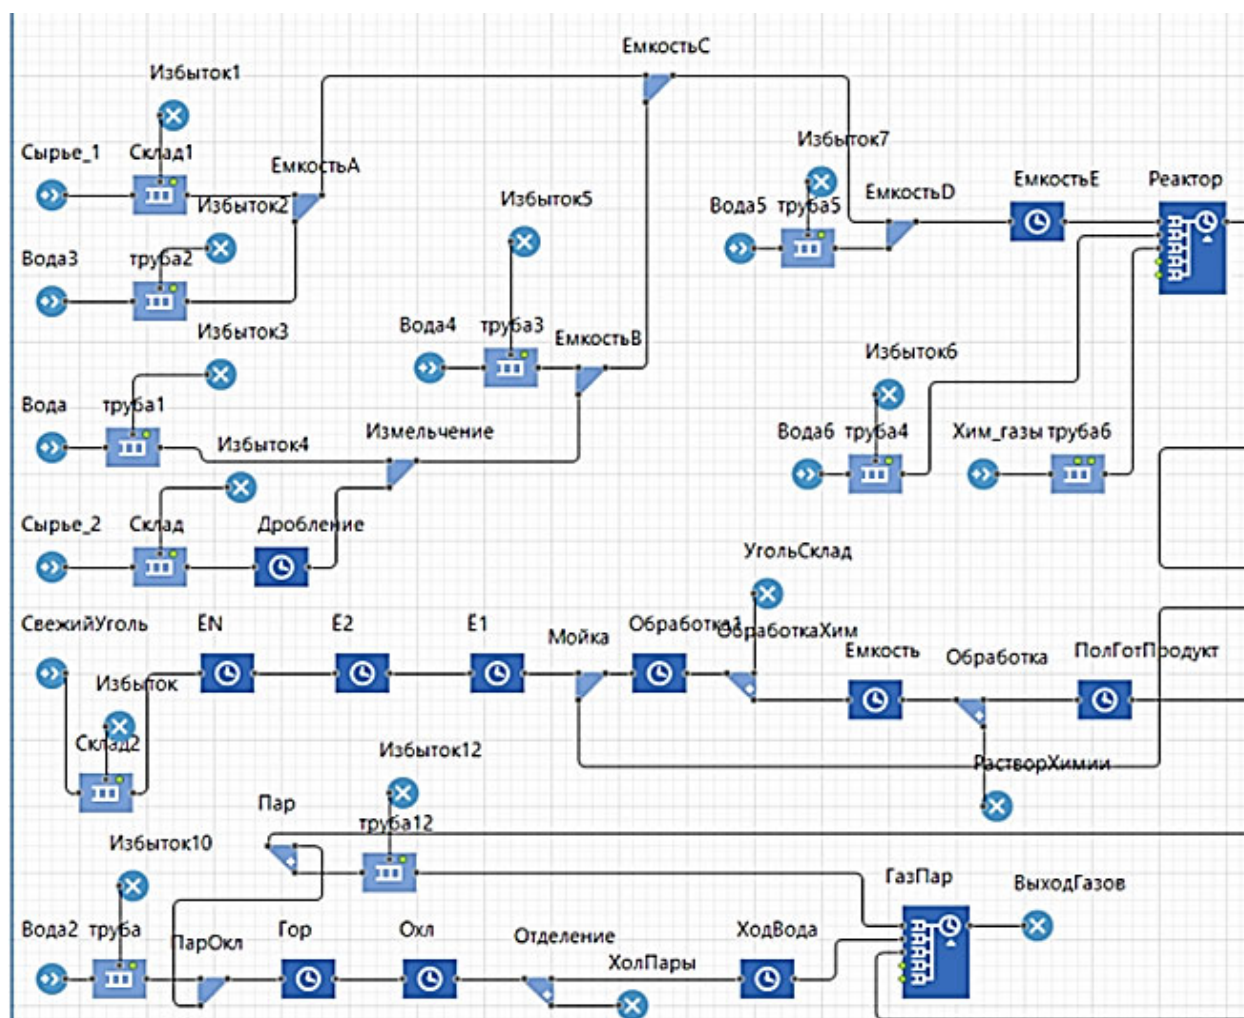 ЕмкостьС
Избыток1
Избыток7
Сырье_1 Склад1
ЕмкостьА
Избыток2
Избыток5
Вода5 труба5
ЕмкостьD
ЕмкостьЕ
Реактор
Вода3 труба2
Избыток3
Вода4 труба3
ЕмкостьВ
Избыток6
Вода труба1
Избыток4
Измельчение
Вода6 труба4
Хим_газы труба6
Сырье_2 Склад
Дробление
УгольСклад
СвежийУголь
EN
Е2
Е1
Мойка
Обработка1
ОбработкаХим
Емкость
Обработка
ПолГотПродукт
Избыток
Склад2
Избыток12
РастворХимии
Пар
труба12
Избыток10
ГазПар
ВыходГазов
Вода2 труба
ПарОкл
Гор
Охл
Отделение
ХолПары
ХодВода